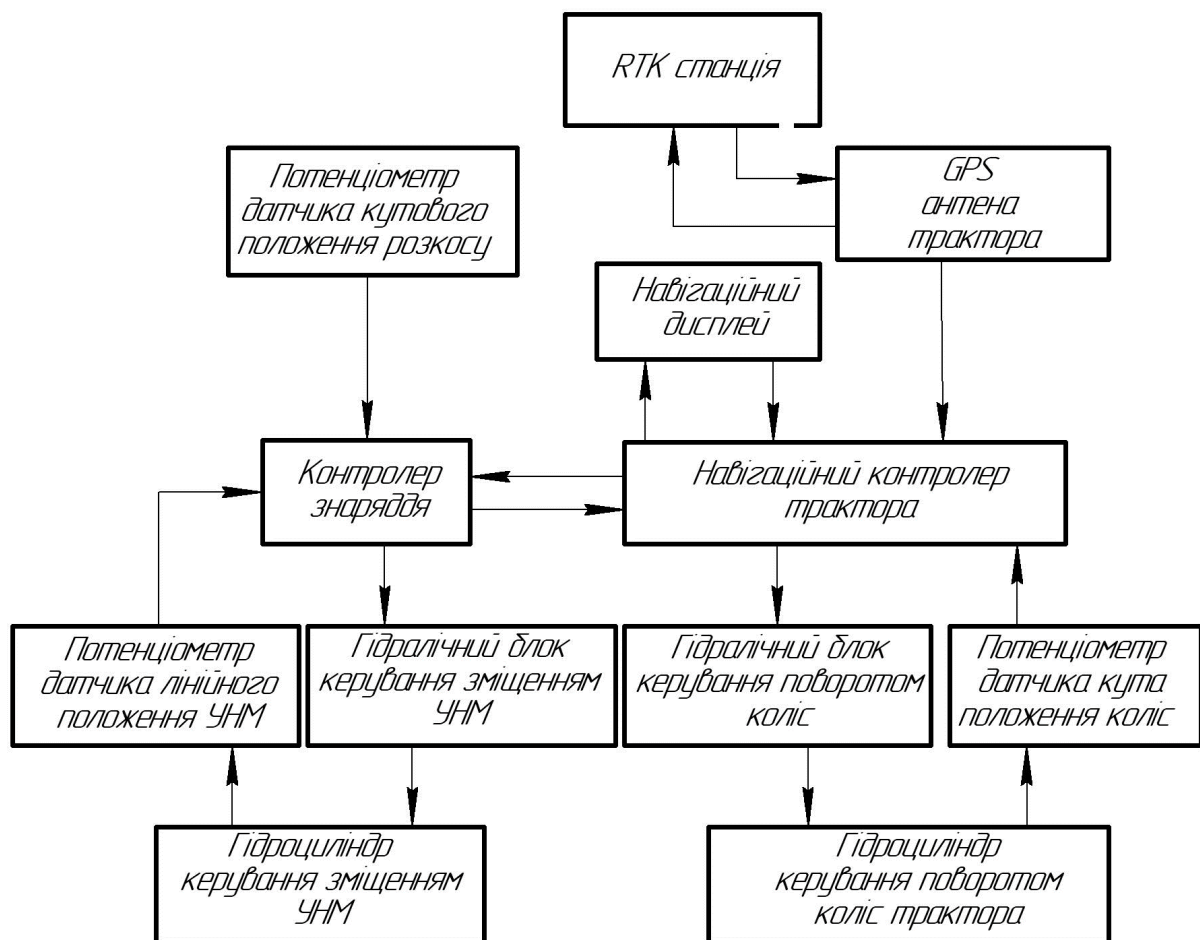 RTK станція
Потенціометр
датчика кутового
положення розкосу
GPS
антена
трактора
Навігаційний
дисплей
Контролер
знаряддя
Навігаційний контролер
трактора
Потенціометр
датчика лінійного
положення УНМ
Гідралічний блок
керування зміщенням
УНМ
Гідралічний блок
керування поворотом
коліс
Потенціометр
датчика кута
положення коліс
Гідроциліндр
керування зміщенням
УНМ
Гідроциліндр
керування поворотом
коліс трактора